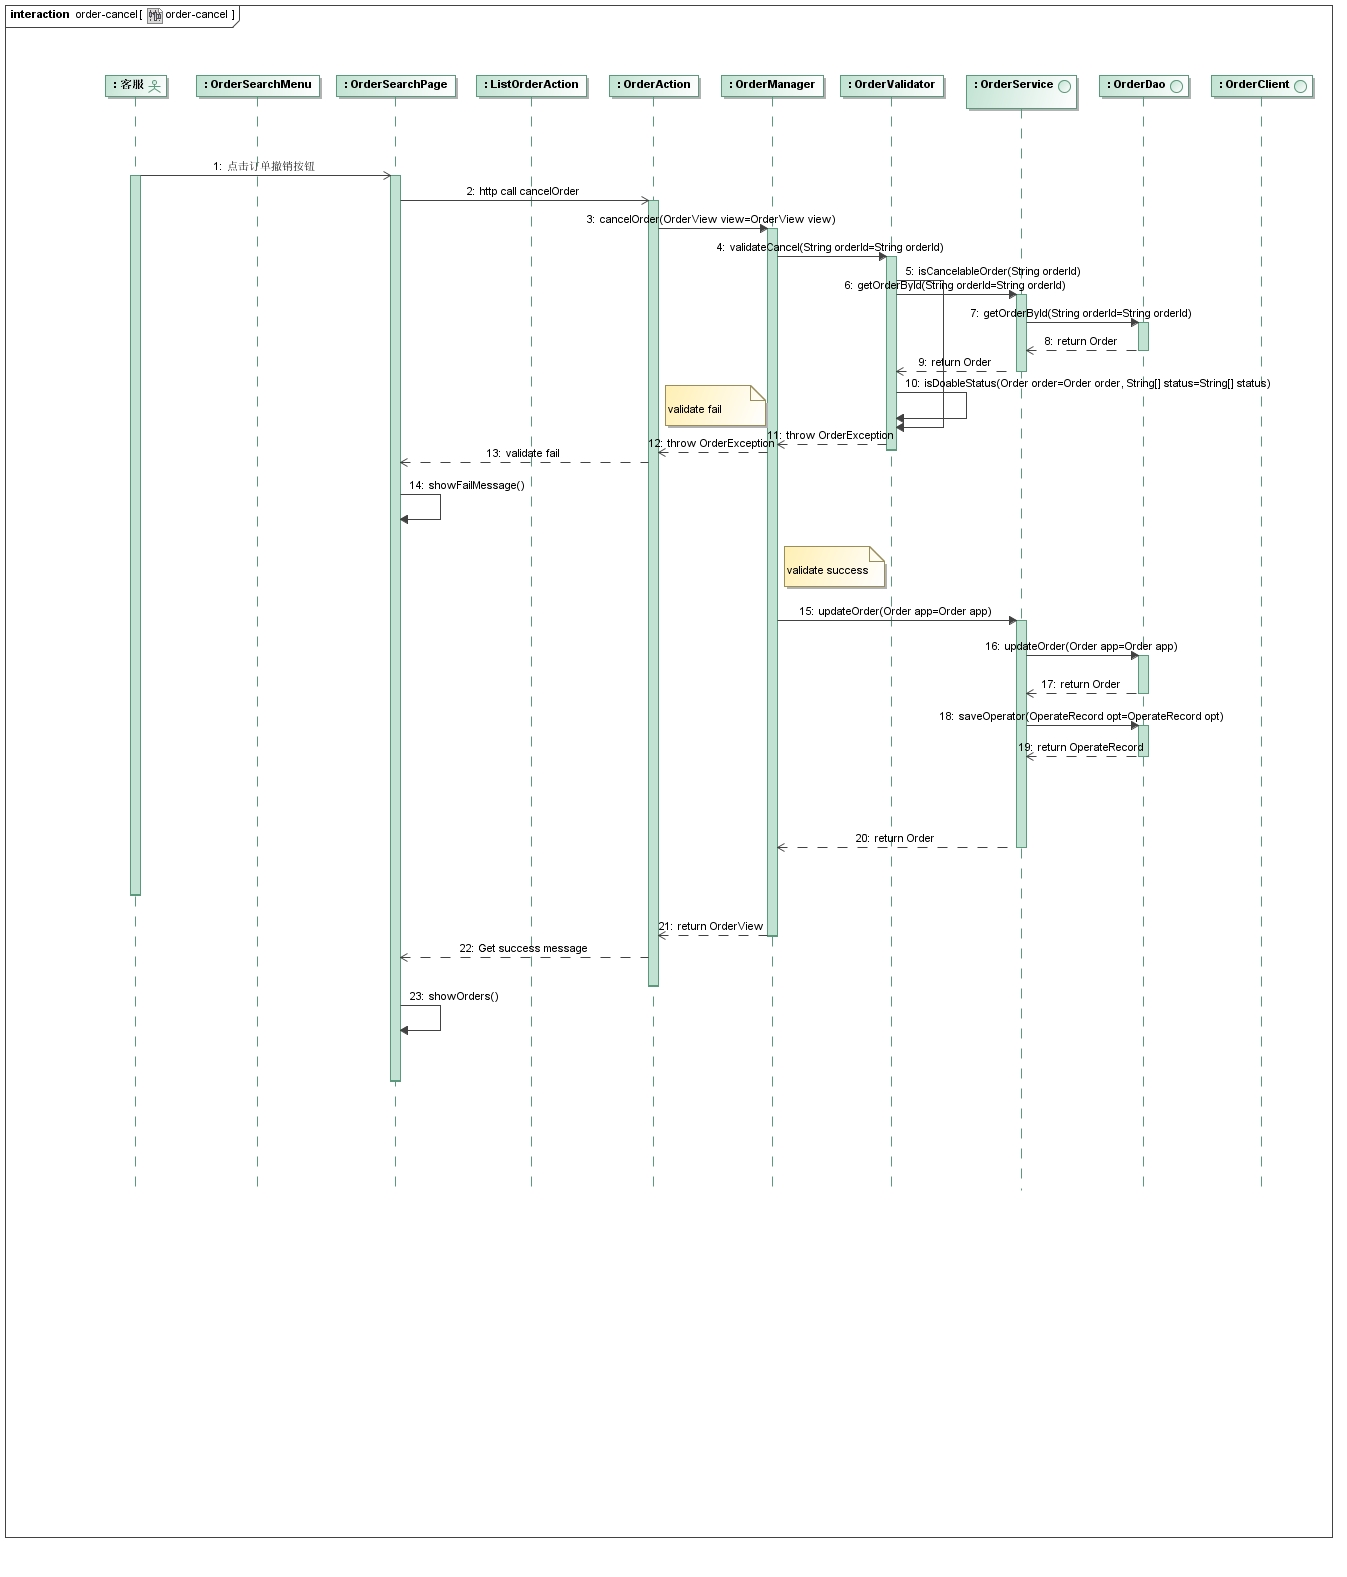 interaction order-cancel[ order-cancel ]
: 客服
: OrderSearchMenu
: OrderSearchPage
: ListOrderAction
: OrderAction
: OrderManager
: OrderValidator
: OrderService
: OrderDao
: OrderClient
1: 点击订单撤销按钮
2: http call cancelOrder
3: cancelOrder(OrderView view=OrderView view)
4: validateCancel(String orderId=String orderId)
5: isCancelableOrder(String orderId)
6: getOrderById(String orderId=String orderId)
7: getOrderById(String orderId=String orderId)
8: return Order
9: return Order
10: isDoableStatus(Order order=Order order, String[] status=String[] status)
validate fail
11: throw OrderException
12: throw OrderException
13: validate fail
14: showFailMessage()
validate success
15: updateOrder(Order app=Order app)
16: updateOrder(Order app=Order app)
17: return Order
18: saveOperator(OperateRecord opt=OperateRecord opt)
19: return OperateRecord
20: return Order
21: return OrderView
22: Get success message
23: showOrders()